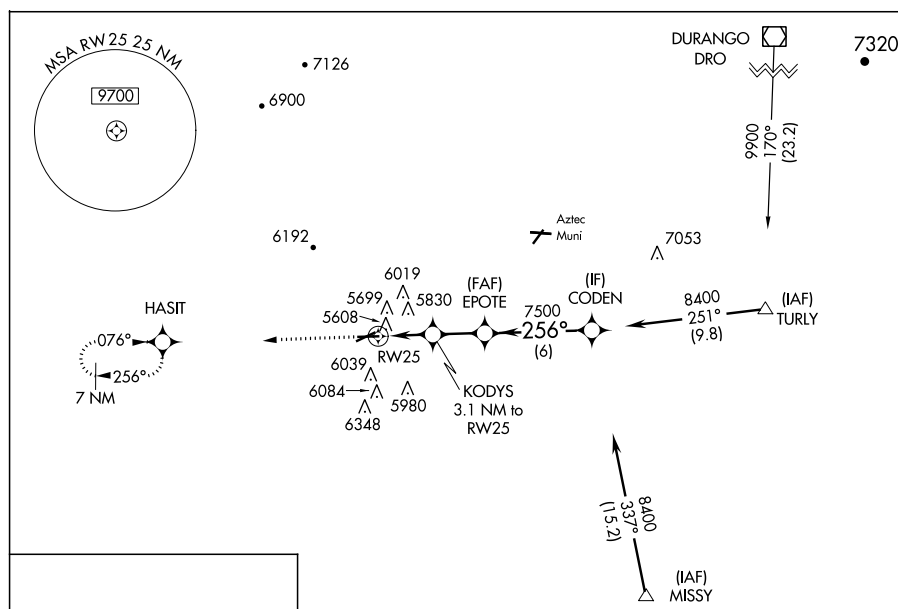 MSA RW25 25 NM
9700
7126
6900
DURANGO
DRO
7320
9900
170°
(23.2)
6192
Aztec
Muni
7053
HASIT
076°
256°
7 NM
6019
5699
5830
5608
RW25
6039
6084
5980
6348
(FAF)
EPOTE
KODYS
3.1 NM to
RW25
7500
256°
(6)
(IF)
CODEN
8400
251°
(9.8)
(IAF)
TURLY
8400
337°
(15.2)
(IAF)
MISSY